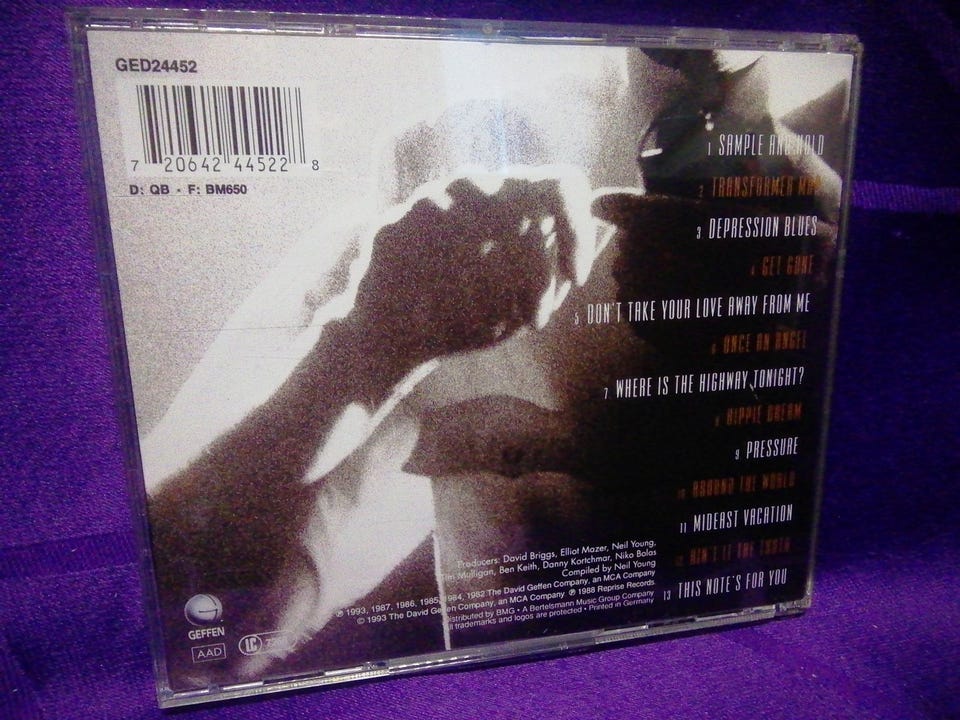 GED24452
7 20642 44522 8
D: QB · F: BM650
1 SAMPLE AND HOLD
2 TRANSFORMER MAN
3 DEPRESSION BLUES
4 GET GONE
5 DON'T TAKE YOUR LOVE AWAY FROM ME
6 ONCE AN ANGEL
7 WHERE IS THE HIGHWAY TONIGHT?
8 HIPPIE DREAM
9 PRESSURE
10 AROUND THE WORLD
11 MIDEAST VACATION
12 AIN'T IT THE TRUTH
13 THIS NOTE'S FOR YOU
Producers: David Briggs, Elliot Mazer, Neil Young,
Mulligan, Ben Keith, Danny Kortchmar, Niko Bolas
Compiled by Neil Young
℗ 1993, 1987, 1986, 1985, 1984, 1982 The David Geffen Company, an MCA Company
© 1993 The David Geffen Company, an MCA Company ℗ 1988 Reprise Records
Distributed by BMG • A Bertelsmann Music Group Company
All trademarks and logos are protected • Printed in Germany
GEFFEN
AAD
LC